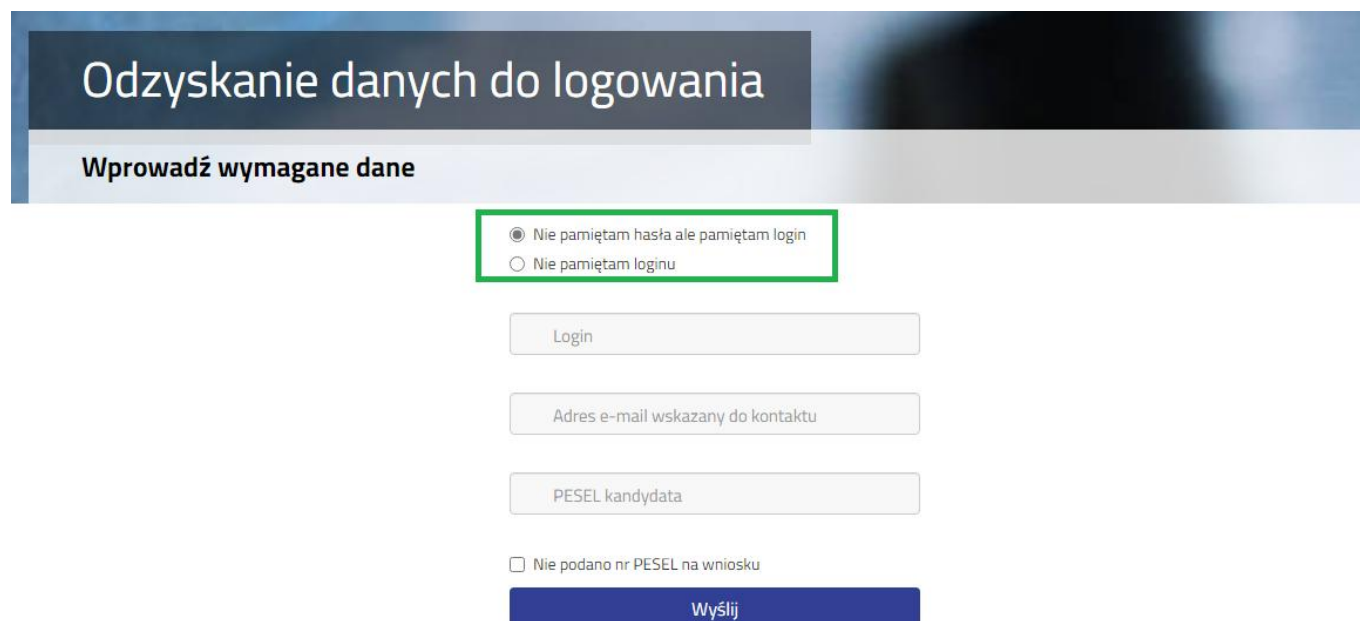 Odzyskanie danych do logowania
Wprowadź wymagane dane
Nie pamiętam hasła ale pamiętam login
Nie pamiętam loginu
Login
Adres e-mail wskazany do kontaktu
PESEL kandydata
Nie podano nr PESEL na wniosku
Wyślij